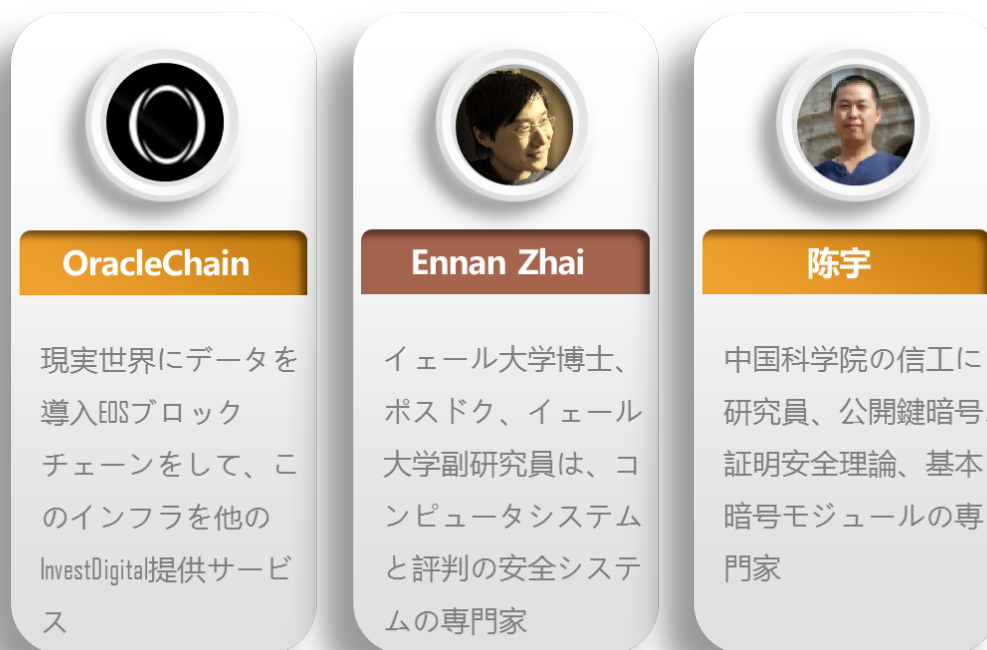 OracleChain
現実世界にデータを
導入EOSブロック
チェーンをして、こ
のインフラを他の
InvestDigital提供サービ
ス
Ennan Zhai
イェール大学博士、
ポスドク、イェール
大学副研究員は、コ
ンピュータシステム
と評判の安全システ
ムの専門家
陈宇
中国科学院の信工に
研究員、公開鍵暗号
証明安全理論、基本
暗号モジュールの専
門家